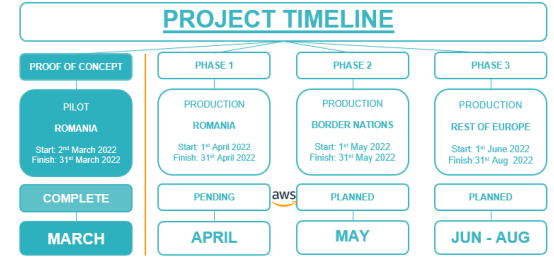 PROJECT TIMELINE
PROOF OF CONCEPT
PHASE 1
PHASE 2
PHASE 3
PILOT
ROMANIA
Start: 2nd March 2022
Finish: 31st March 2022
PRODUCTION
ROMANIA
Start: 1st April 2022
Finish: 31st April 2022
PRODUCTION
BORDER NATIONS
Start: 1st May 2022
Finish: 31st May 2022
PRODUCTION
REST OF EUROPE
Start: 1st June 2022
Finish:31st Aug 2022
COMPLETE
PENDING
aws
PLANNED
PLANNED
MARCH
APRIL
MAY
JUN - AUG